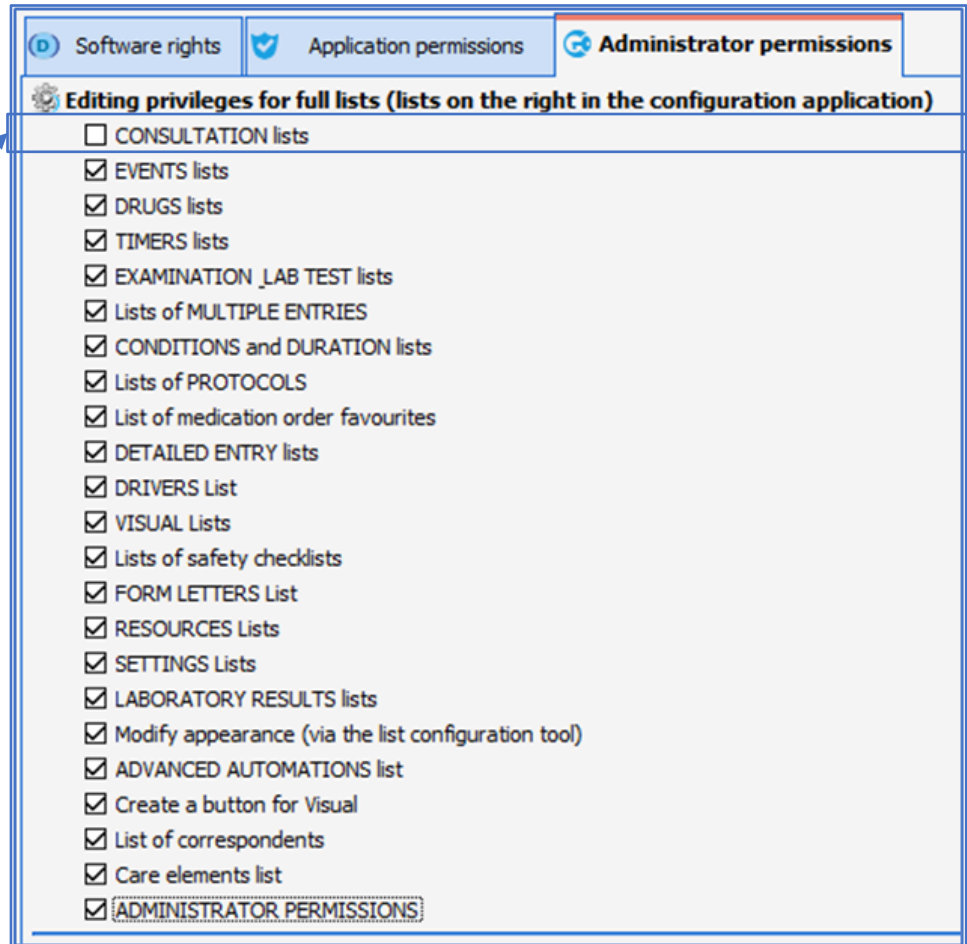 D Software rights Application permissions Administrator permissions
Editing privileges for full lists (lists on the right in the configuration application)
CONSULTATION lists
EVENTS lists
DRUGS lists
TIMERS lists
EXAMINATION _LAB TEST lists
Lists of MULTIPLE ENTRIES
CONDITIONS and DURATION lists
Lists of PROTOCOLS
List of medication order favourites
DETAILED ENTRY lists
DRIVERS List
VISUAL Lists
Lists of safety checklists
FORM LETTERS List
RESOURCES Lists
SETTINGS Lists
LABORATORY RESULTS lists
Modify appearance (via the list configuration tool)
ADVANCED AUTOMATIONS list
Create a button for Visual
List of correspondents
Care elements list
ADMINISTRATOR PERMISSIONS